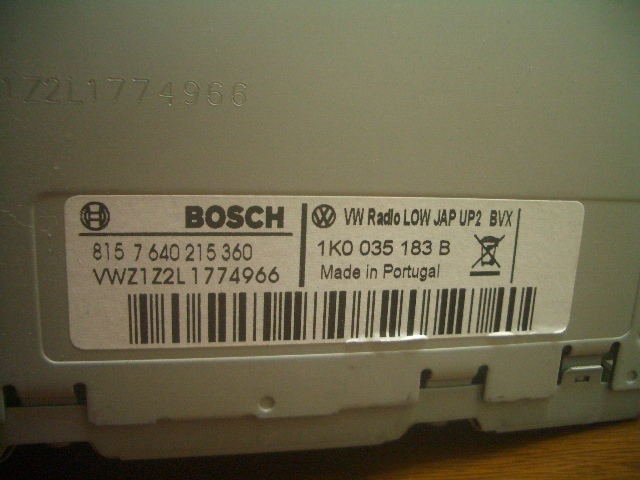 1Z2L1774966
BOSCH
815 7 640 215 360
VWZ1Z2L1774966
VW Radio LOW JAP UP2 BVX
1K0 035 183 B
Made in Portugal